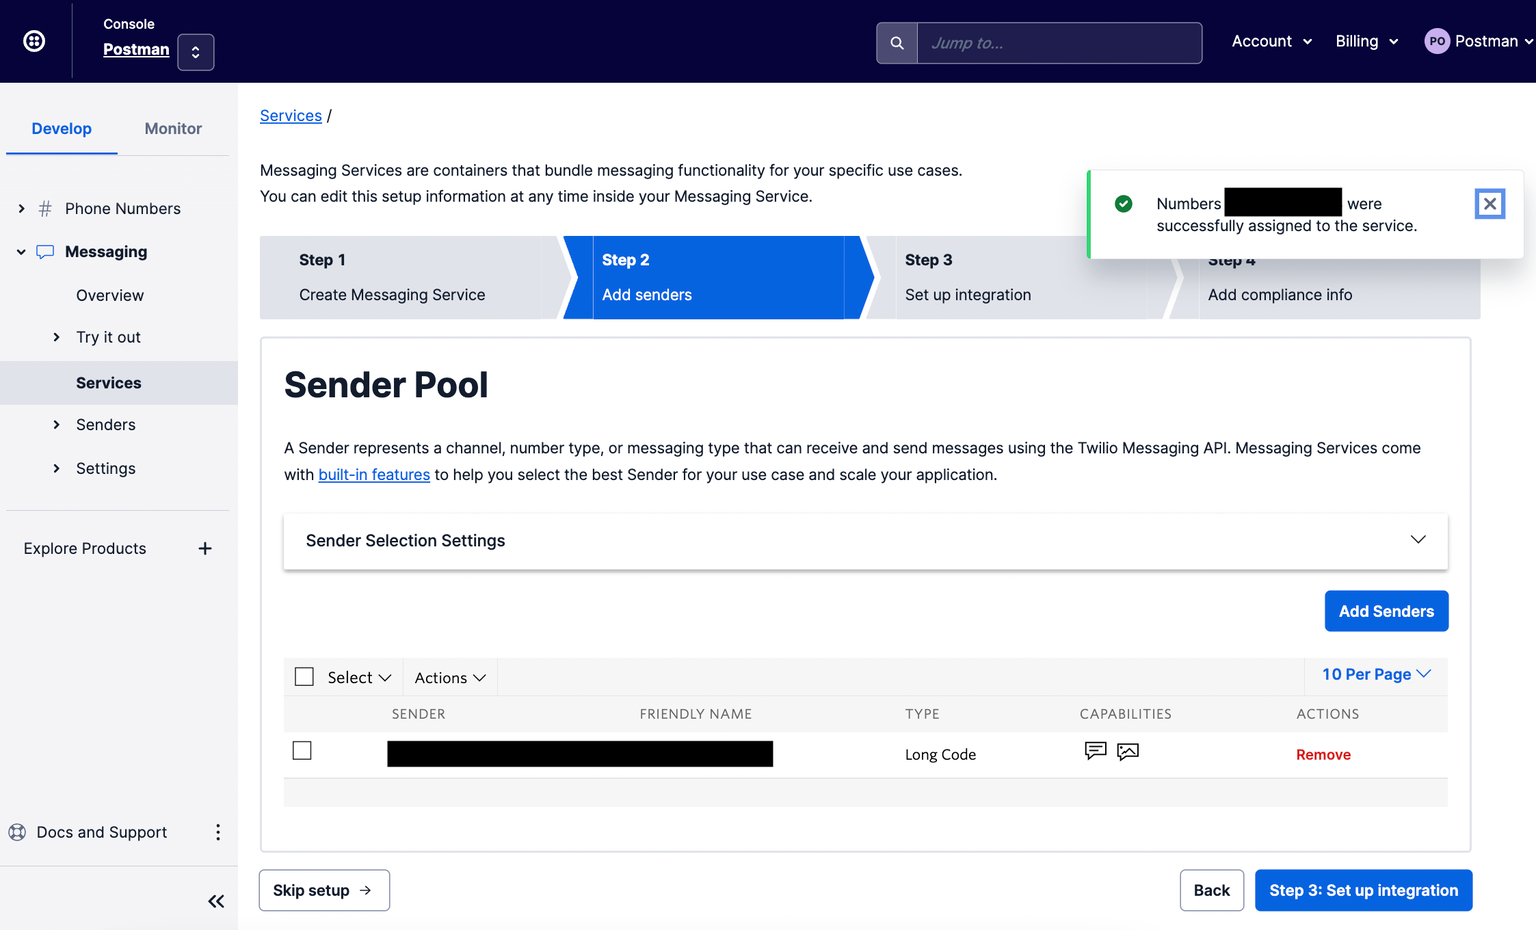 Console
Postman
Jump to...
Account
Billing
PO
Postman
Develop
Monitor
Phone Numbers
Messaging
Overview
Try it out
Services
Senders
Settings
Explore Products
Docs and Support
Services /
Messaging Services are containers that bundle messaging functionality for your specific use cases.
You can edit this setup information at any time inside your Messaging Service.
Numbers were
successfully assigned to the service.
Step 1
Create Messaging Service
Step 2
Add senders
Step 3
Set up integration
Step 4
Add compliance info
Sender Pool
A Sender represents a channel, number type, or messaging type that can receive and send messages using the Twilio Messaging API. Messaging Services come
with built-in features to help you select the best Sender for your use case and scale your application.
Sender Selection Settings
Add Senders
Select
Actions
10 Per Page
SENDER FRIENDLY NAME TYPE CAPABILITIES ACTIONS
Long Code Remove
Skip setup →
Back
Step 3: Set up integration